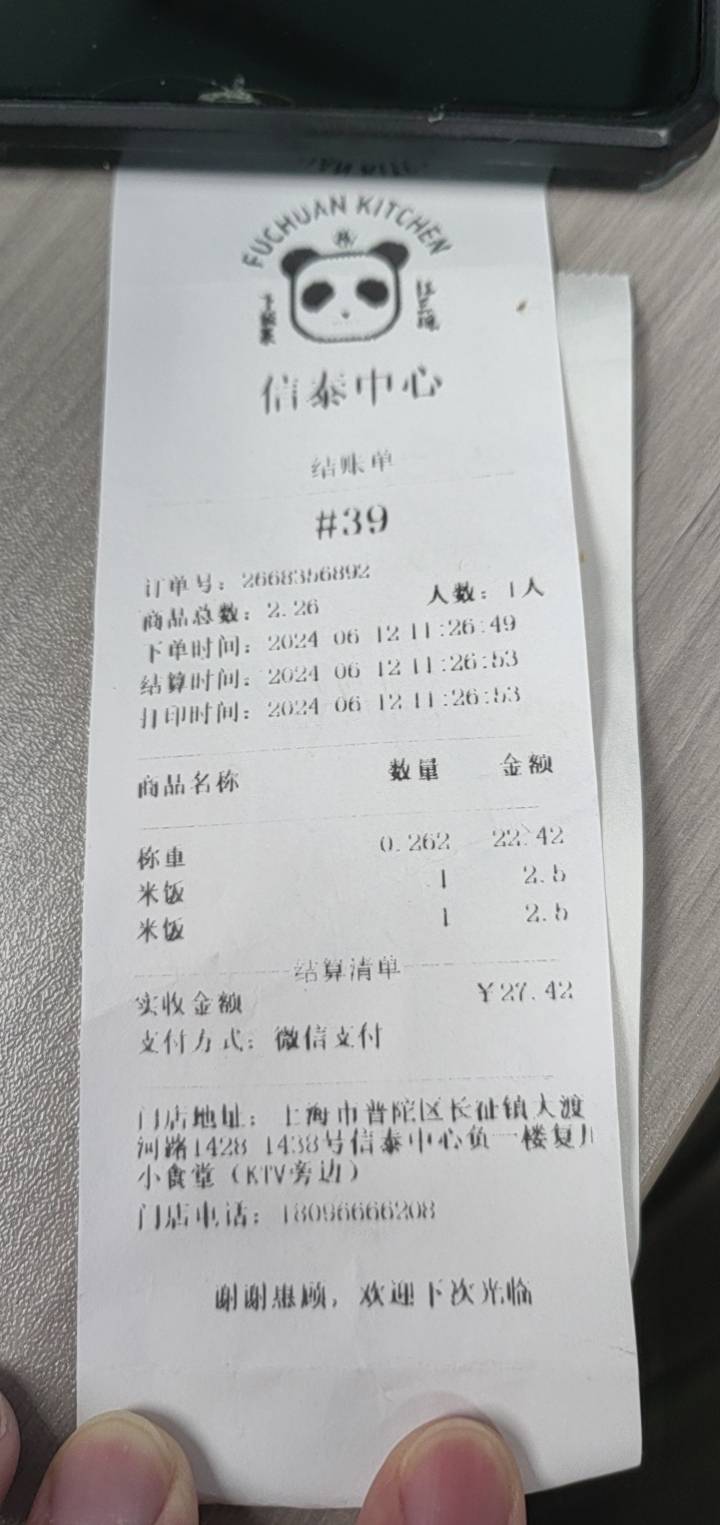 FUCHUAN KITCHEN
信泰中心
结账单
#39
订单号：2668356892
商品总数：2.26 人数：1人
下单时间：2024 06 12 11:26:49
结算时间：2024 06 12 11:26:53
打印时间：2024 06 12 11:26:53
商品名称 数量 金额
称重 0.262 22.42
米饭 1 2.5
米饭 1 2.5
结算清单
实收金额 ￥27.42
支付方式：微信支付
门店地址：上海市普陀区长征镇大渡
河路1428 1438号信泰中心负一楼复
小食堂（KTV旁边）
门店电话：18096666208
谢谢惠顾，欢迎下次光临